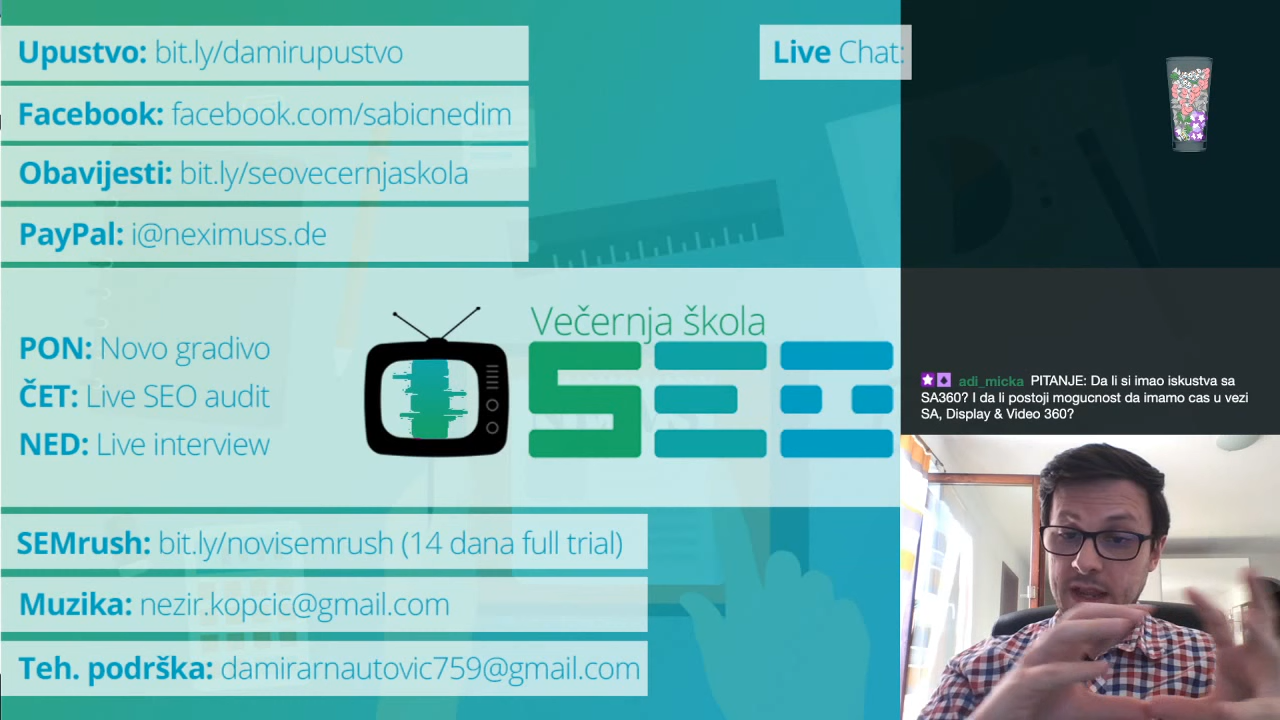 Upustvo: bit.ly/damirupustvo
Facebook: facebook.com/sabicnedim
Obavijesti: bit.ly/seovecernjaskola
PayPal: i@neximuss.de
Live Chat:
PON: Novo gradivo
ČET: Live SEO audit
NED: Live interview
Večernja škola
SEO
adi_micka PITANJE: Da li si imao iskustva sa
SA360? I da li postoji mogucnost da imamo cas u vezi
SA, Display & Video 360?
SEMrush: bit.ly/novisemrush (14 dana full trial)
Muzika: nezir.kopcic@gmail.com
Teh. podrška: damirarnautovic759@gmail.com